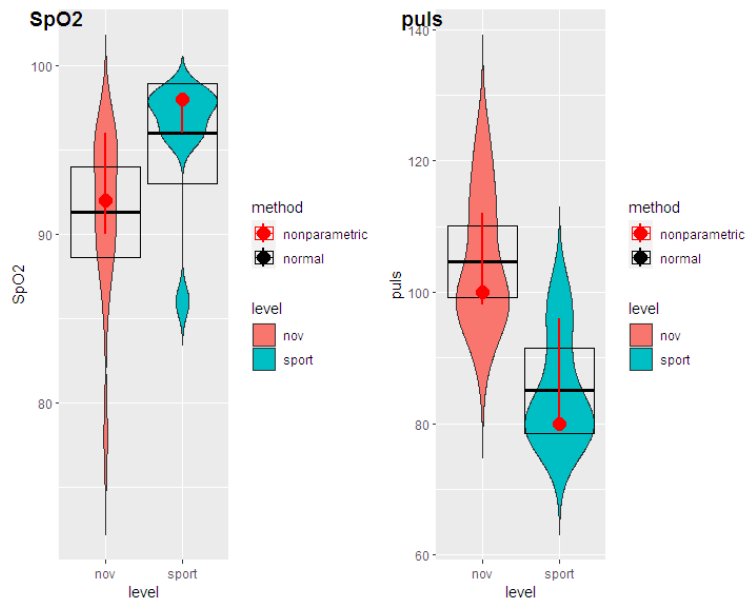 SpO2
100
90
80
SpO2
nov
sport
level
method
nonparametric
normal
level
nov
sport
puls
140
120
100
80
60
puls
nov
sport
level
method
nonparametric
normal
level
nov
sport